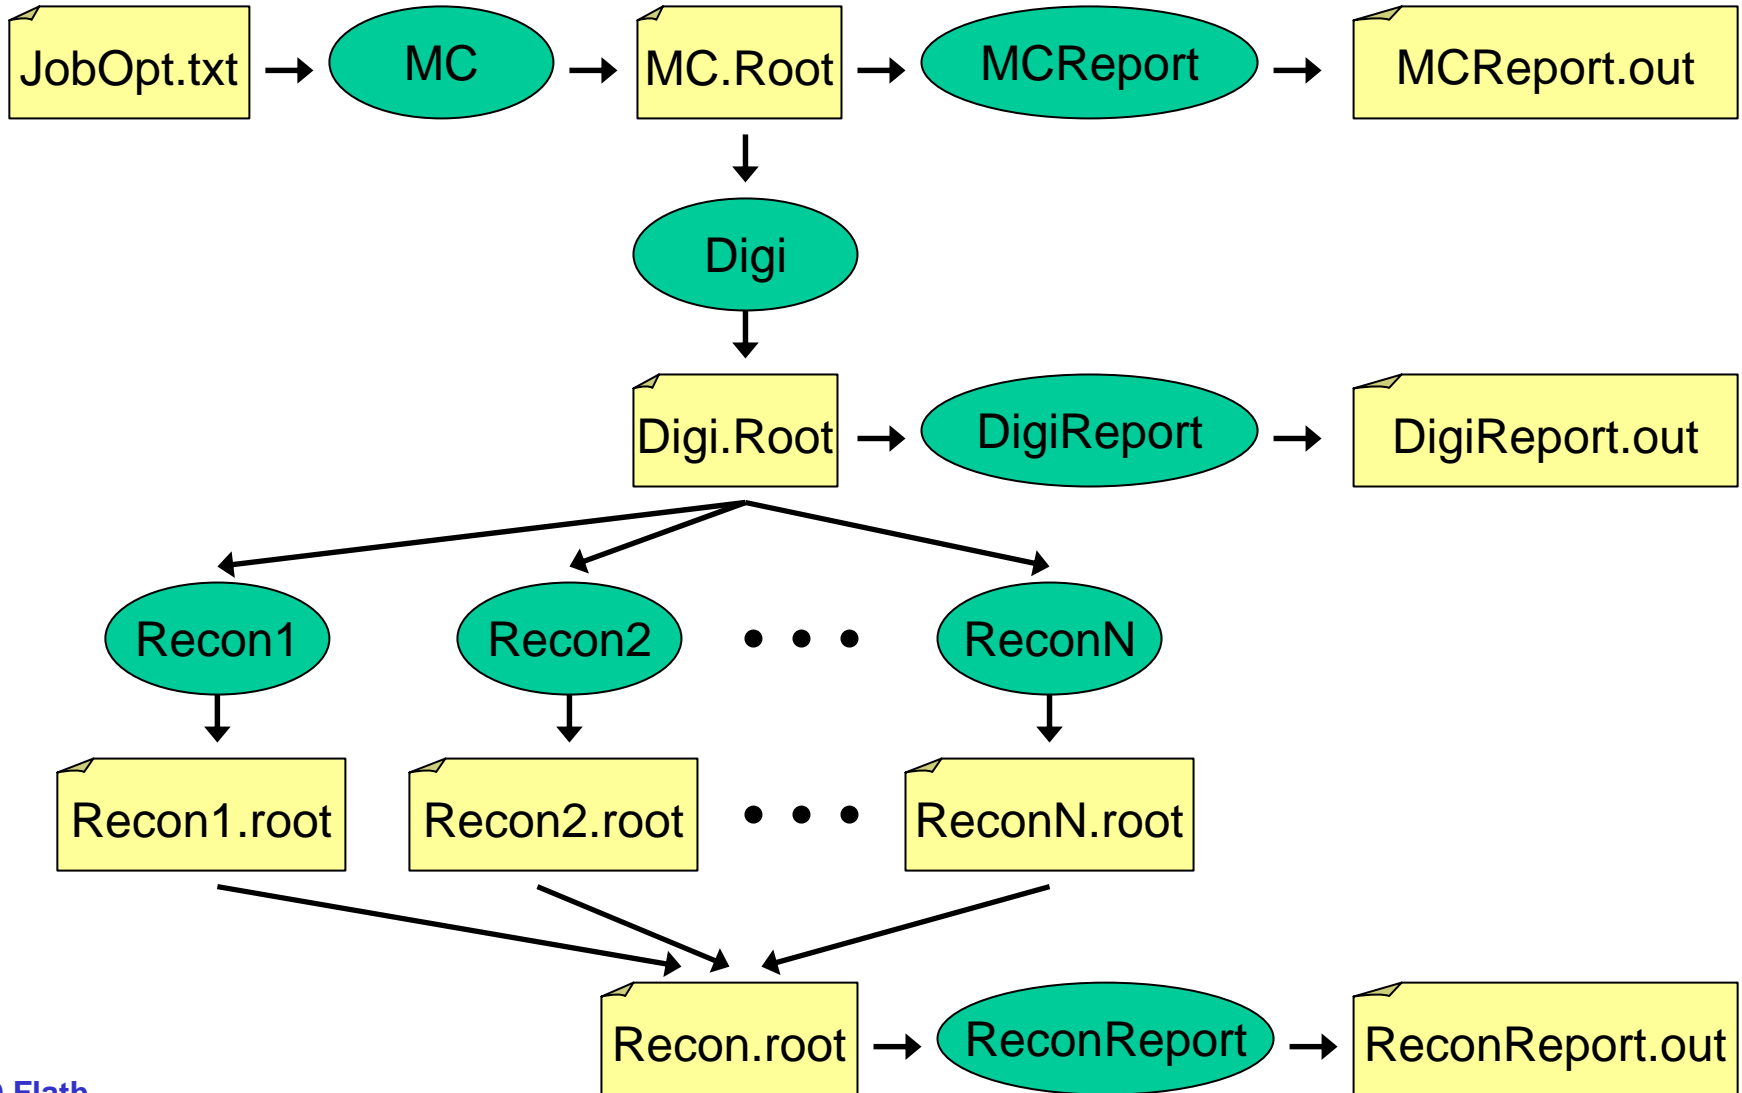 JobOpt.txt
MC
MC.Root
MCReport
MCReport.out
Digi
Digi.Root
DigiReport
DigiReport.out
Recon1
Recon2
ReconN
Recon1.root
Recon2.root
ReconN.root
Recon.root
ReconReport
ReconReport.out
Flath